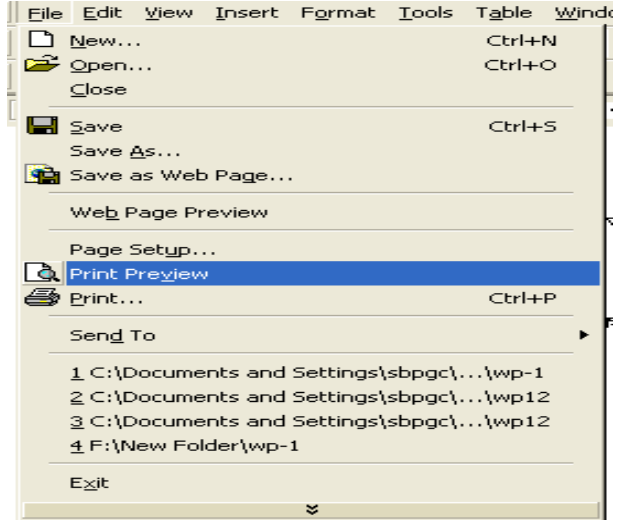 File Edit View Insert Format Tools Table
New... Ctrl+N
Open... Ctrl+O
Close
Save Ctrl+S
Save As...
Save as Web Page...
Web Page Preview
Page Setup...
Print Preview
Print... Ctrl+P
Send To
1 C:\Documents and Settings\sbpgc\...\wp-1
2 C:\Documents and Settings\sbpgc\...\wp12
3 C:\Documents and Settings\sbpgc\...\wp12
4 F:\New Folder\wp-1
Exit